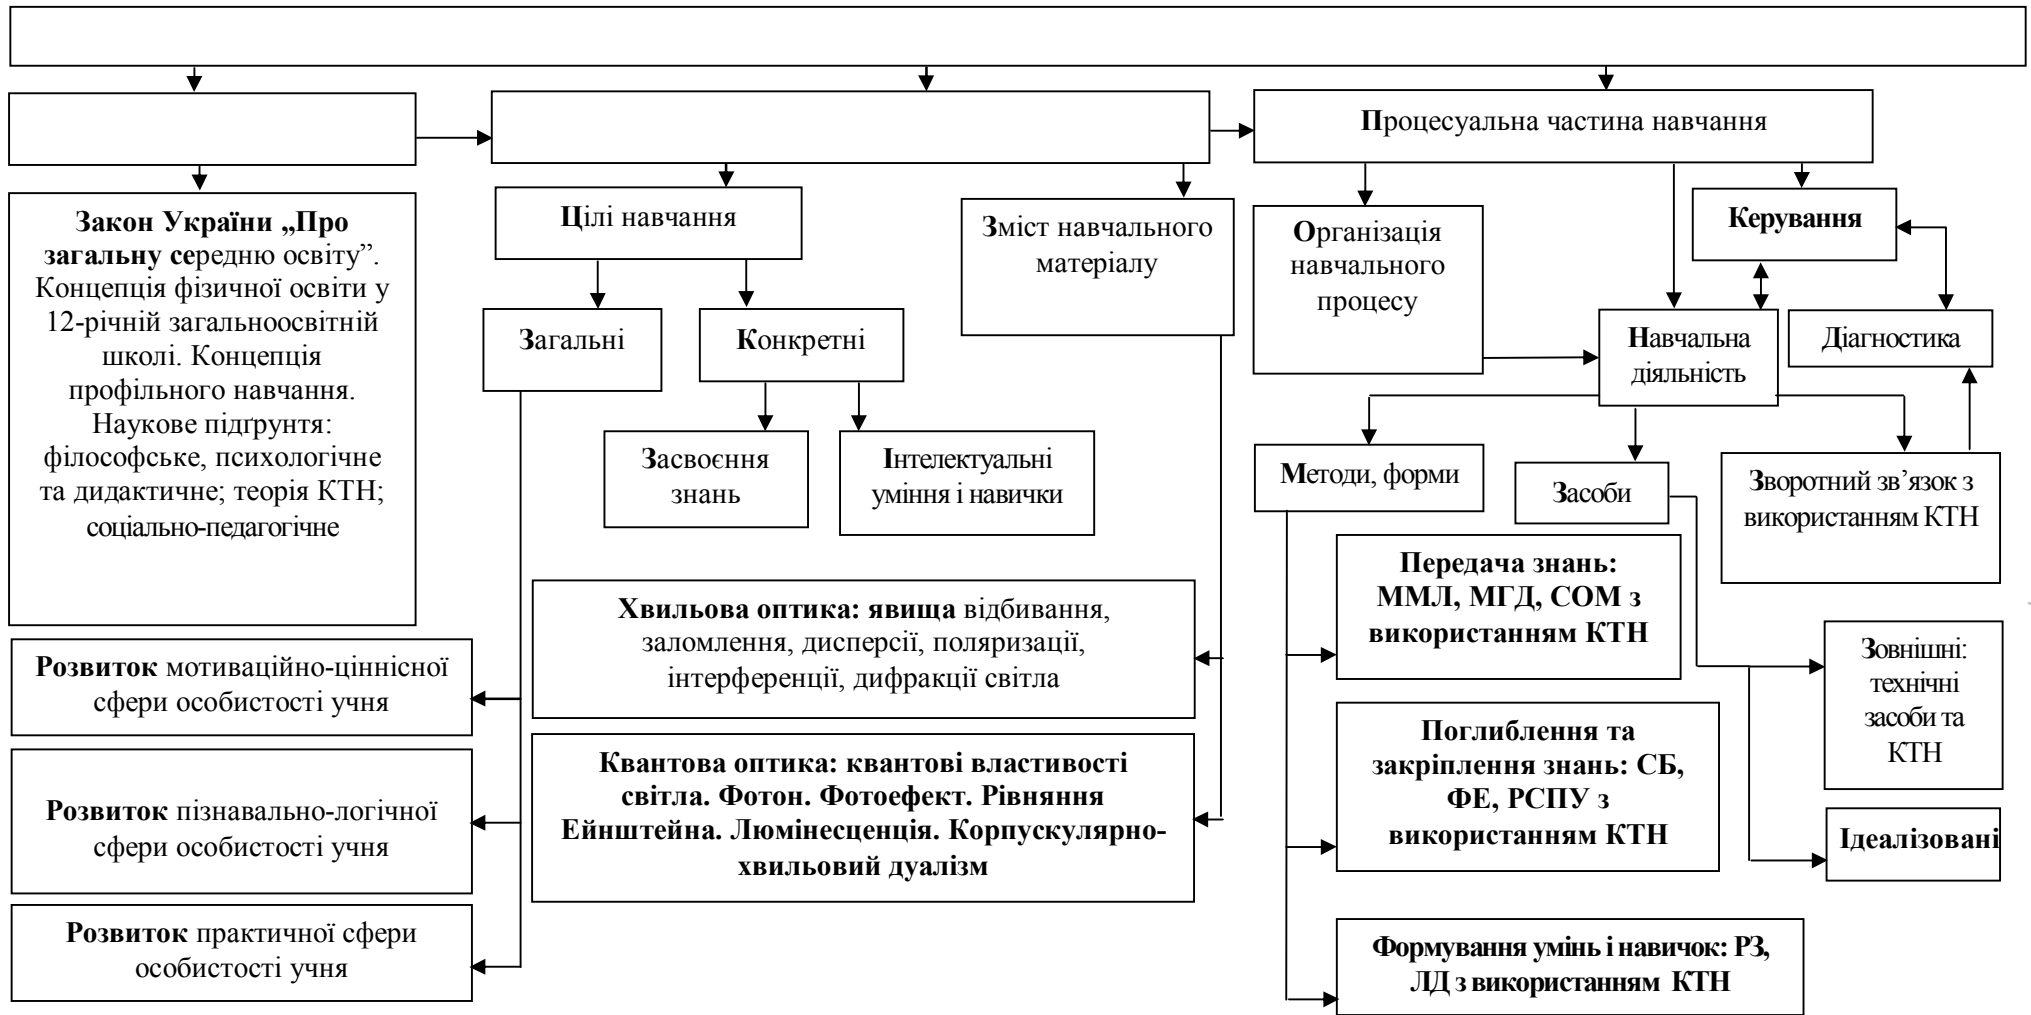 Процесуальна частина навчання
Закон України „Про
загальну середню освіту”.
Концепція фізичної освіти у
12-річній загальноосвітній
школі. Концепція
профільного навчання.
Наукове підґрунтя:
філософське, психологічне
та дидактичне; теорія КТН;
соціально-педагогічне
Цілі навчання
Зміст навчального
матеріалу
Загальні
Конкретні
Засвоєння
знань
Інтелектуальні
уміння і навички
Організація
навчального
процесу
Керування
Навчальна
діяльність
Діагностика
Методи, форми
Засоби
Зворотний зв’язок з
використанням КТН
Розвиток мотиваційно-ціннісної
сфери особистості учня
Розвиток пізнавально-логічної
сфери особистості учня
Розвиток практичної сфери
особистості учня
Хвильова оптика: явища відбивання,
заломлення, дисперсії, поляризації,
інтерференції, дифракції світла
Квантова оптика: квантові властивості
світла. Фотон. Фотоефект. Рівняння
Ейнштейна. Люмінесценція. Корпускулярно-
хвильовий дуалізм
Передача знань:
ММЛ, МГД, СОМ з
використанням КТН
Поглиблення та
закріплення знань: СБ,
ФЕ, РСПУ з
використанням КТН
Формування умінь і навичок: РЗ,
ЛД з використанням КТН
Зовнішні:
технічні
засоби та
КТН
Ідеалізовані